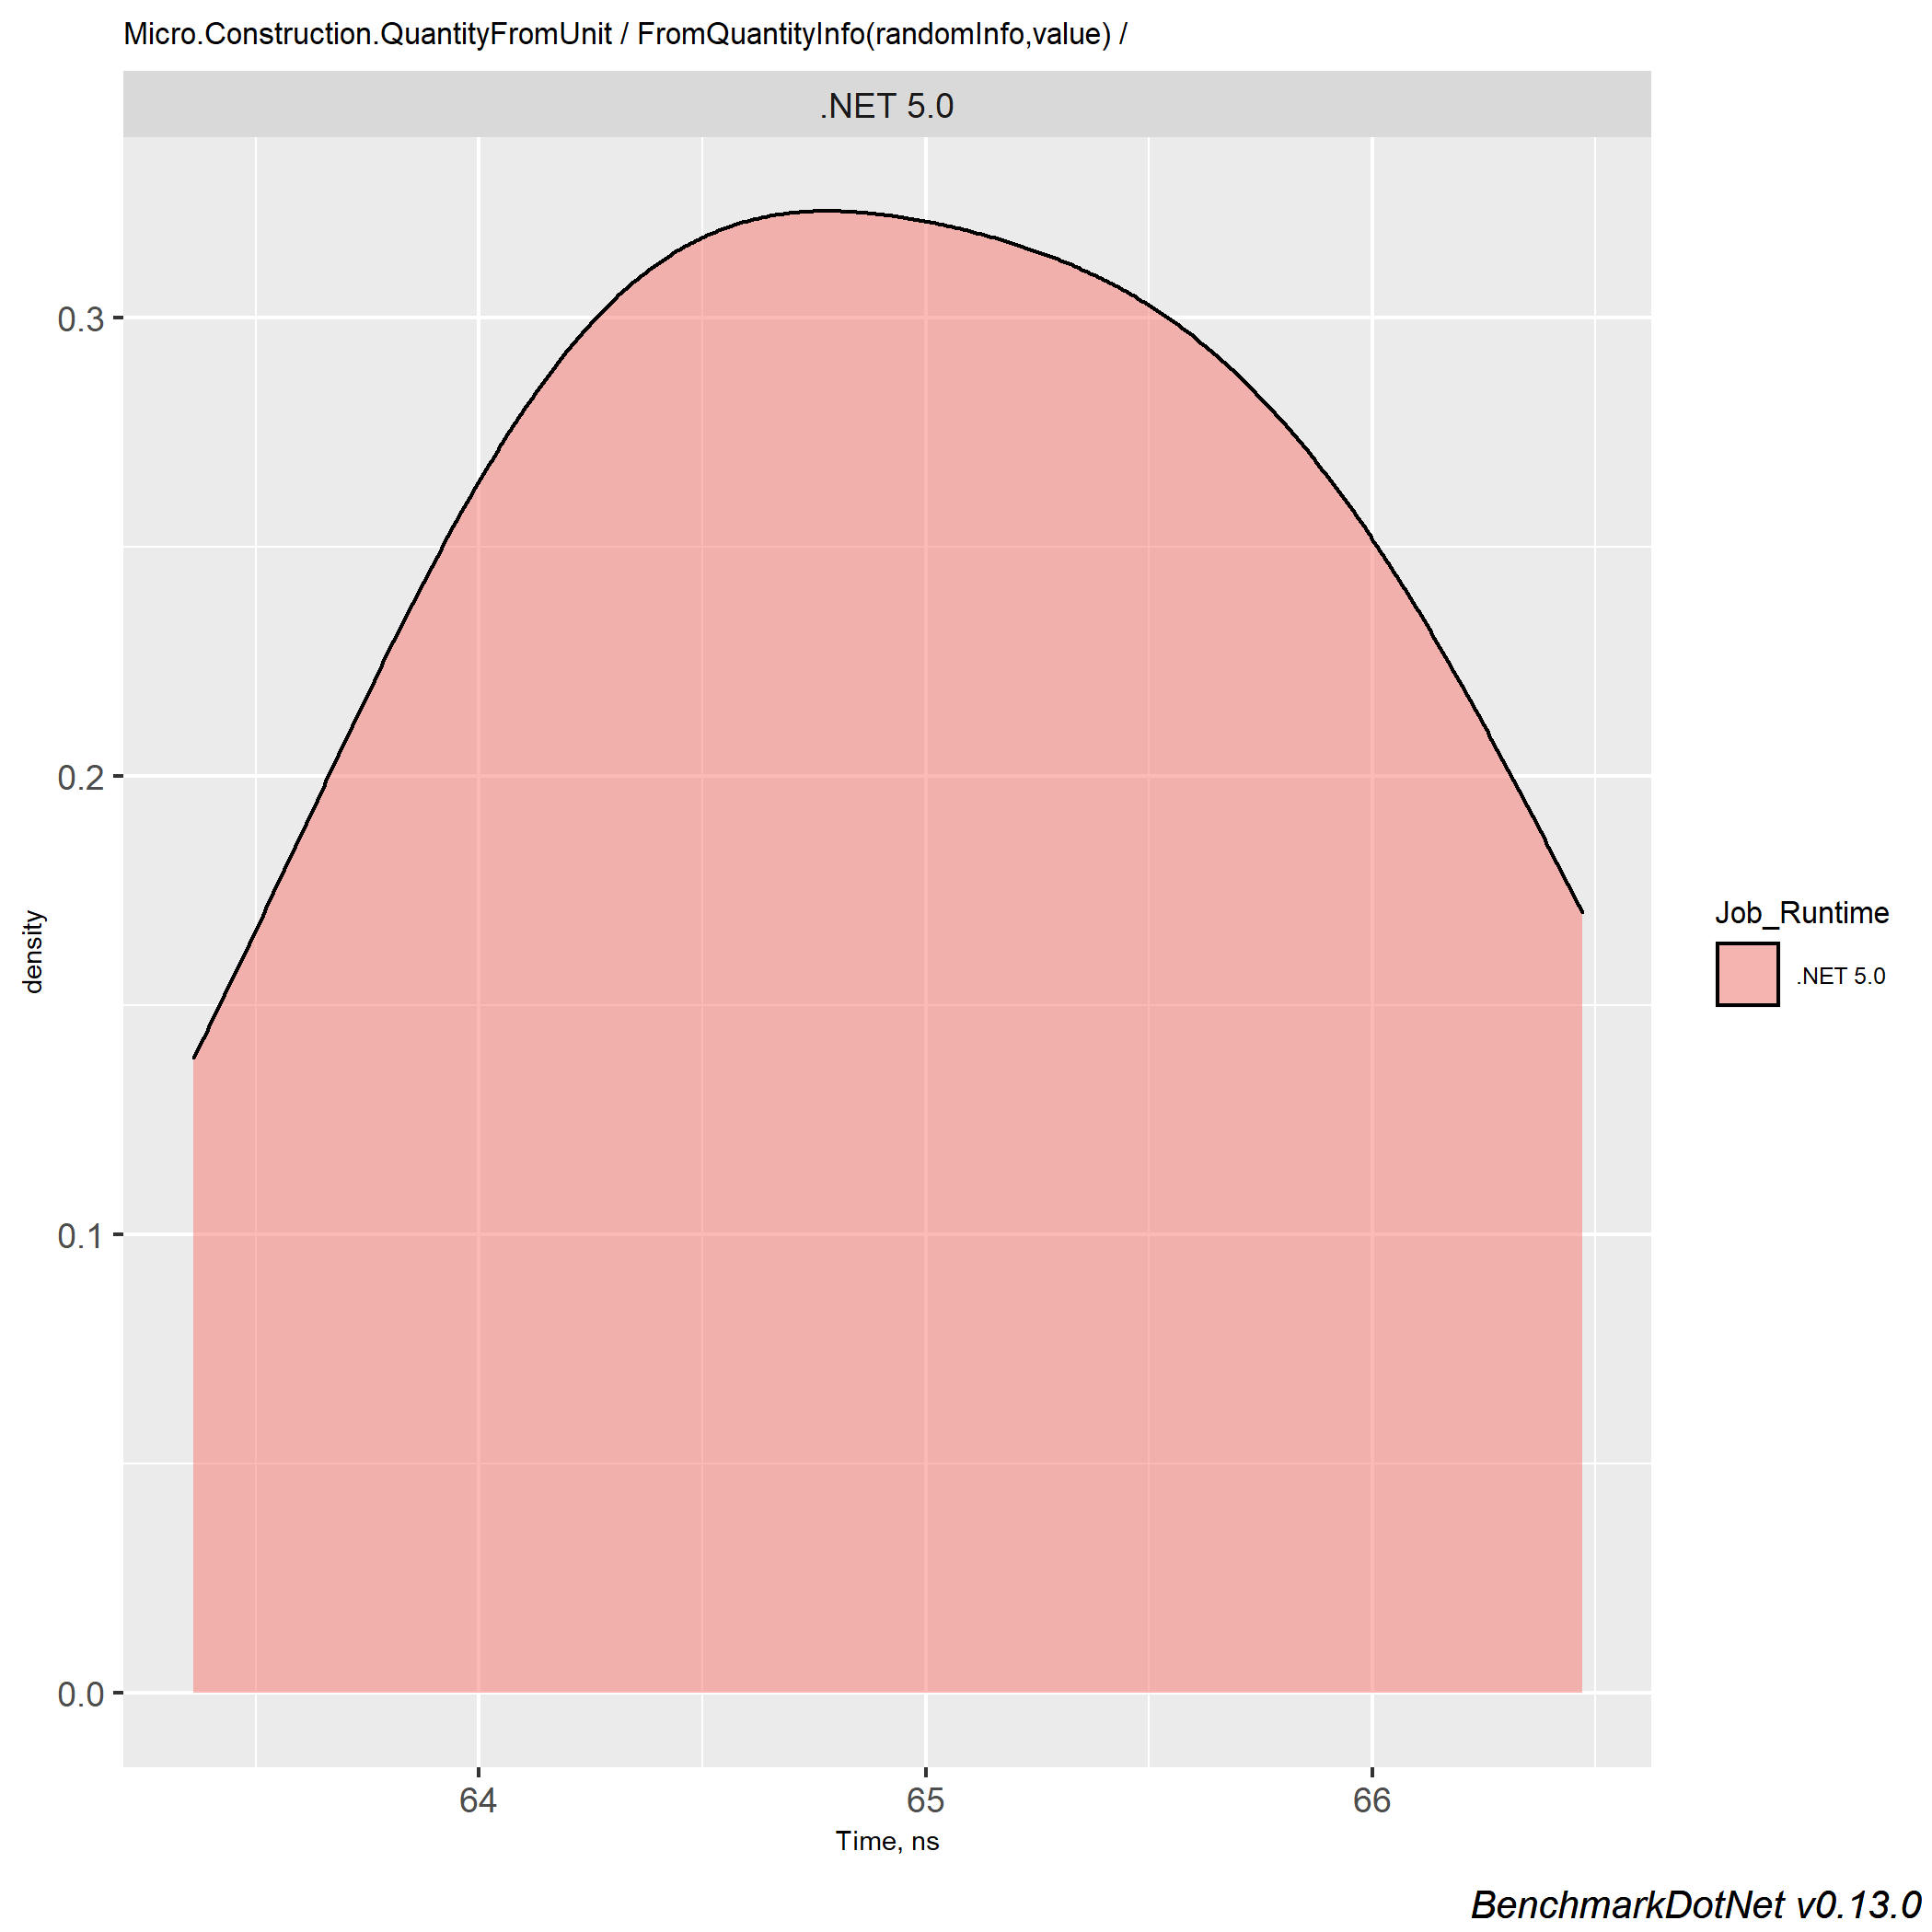 Micro.Construction.QuantityFromUnit / FromQuantityInfo(randomInfo,value) /
.NET 5.0
0.3
0.2
0.1
0.0
density
64
65
66
Time, ns
Job_Runtime
.NET 5.0
BenchmarkDotNet v0.13.0